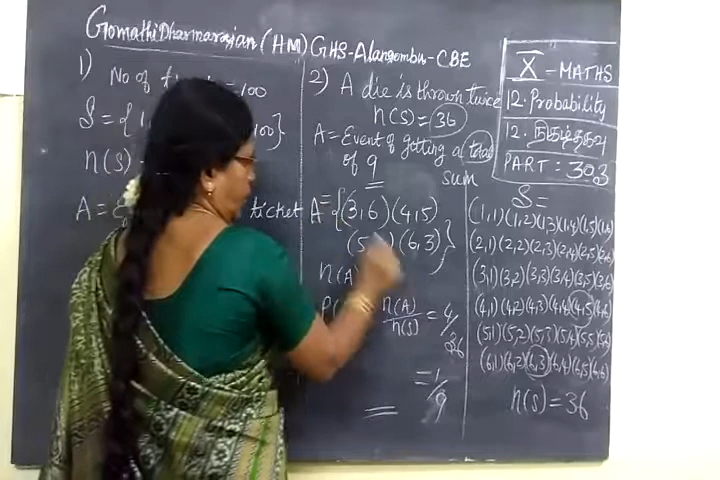 Gomathi Dharmarajan (HM) GHS-Alangombu-CBE
1) No of = 100
S = {1, 100}
n(S)
A = ticket
2) A die is thrown twice
n(S) = 36
A = Event of getting a total
of 9
sum
A = {(3,6)(4,5)
(5, )(6,3)}
n(A)
n(A)/n(S) = 4/36
= 1/9
X - MATHS
12. Probability
12. நிகழ்தகவு
PART: 303
S =
(1,1)(1,2)(1,3)(1,4)(1,5)(1,6)
(2,1)(2,2)(2,3)(2,4)(2,5)(2,6)
(3,1)(3,2)(3,3)(3,4)(3,5)(3,6)
(4,1)(4,2)(4,3)(4,4)(4,5)(4,6)
(5,1)(5,2)(5,3)(5,4)(5,5)(5,6)
(6,1)(6,2)(6,3)(6,4)(6,5)(6,6)
n(S) = 36